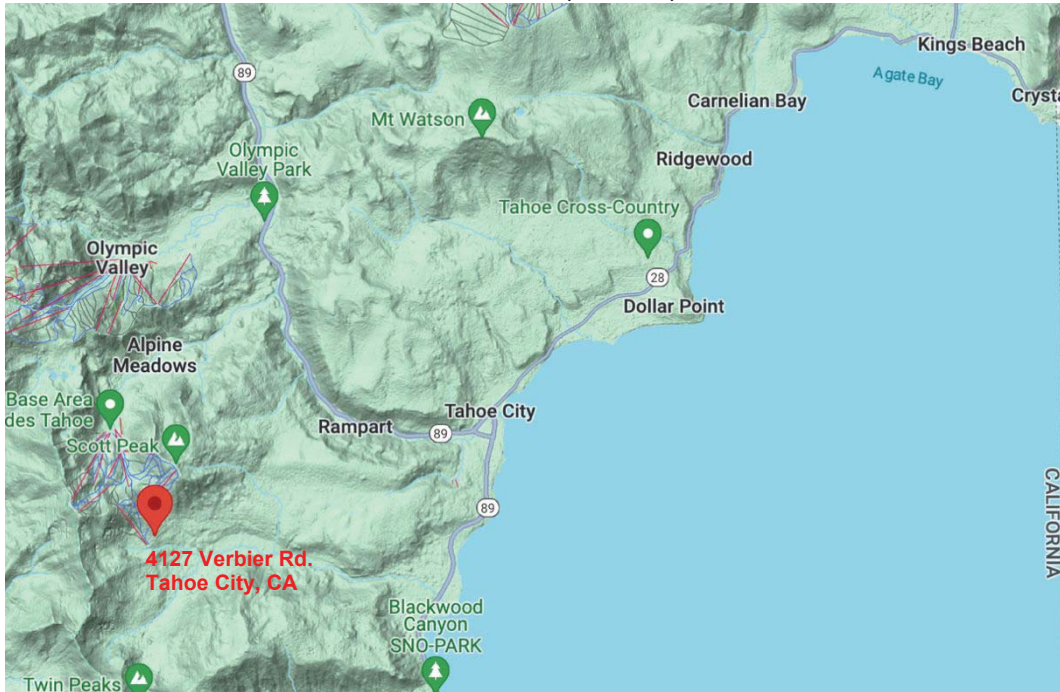 Kings Beach
89
Agate Bay
Carnelian Bay
Crysta
Mt Watson
Olympic
Valley Park
Ridgewood
Tahoe Cross-Country
Olympic
Valley
28
Dollar Point
Alpine
Meadows
Base Area
des Tahoe
Tahoe City
Rampart
89
Scott Peak
CALIFORNIA
89
4127 Verbier Rd.
Tahoe City, CA
Blackwood
Canyon
SNO-PARK
Twin Peaks